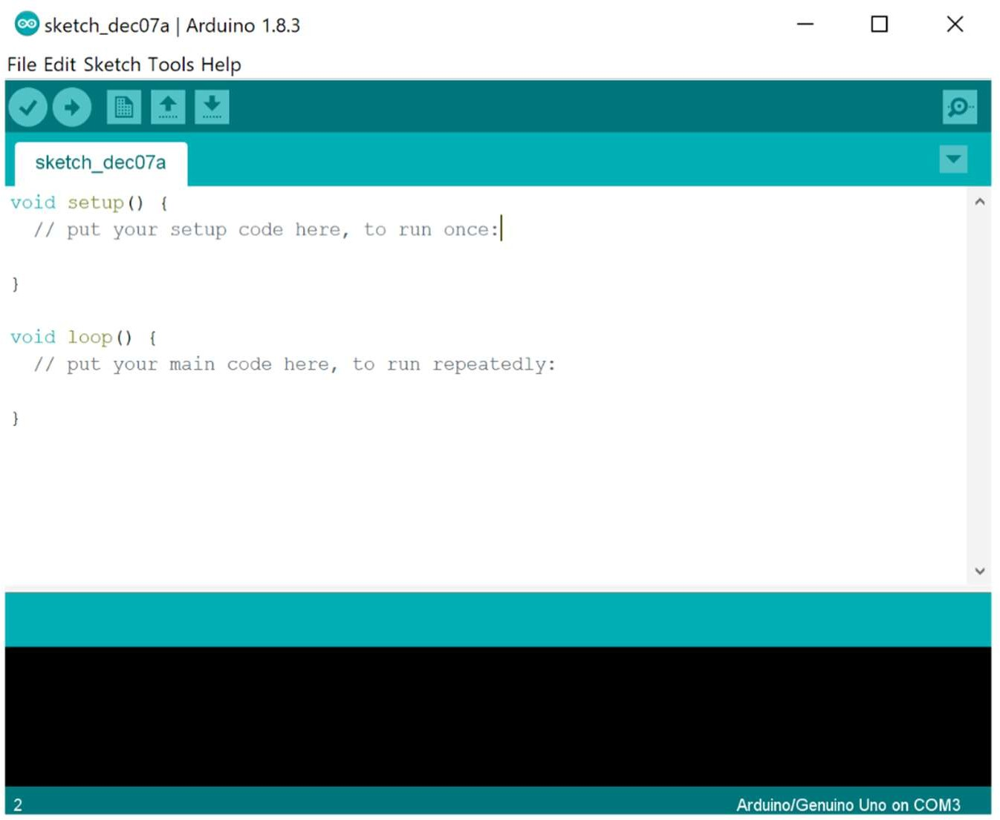 sketch_dec07a | Arduino 1.8.3
File Edit Sketch Tools Help
sketch_dec07a
void setup() {
  // put your setup code here, to run once:
}
void loop() {
  // put your main code here, to run repeatedly:
}
2
Arduino/Genuino Uno on COM3